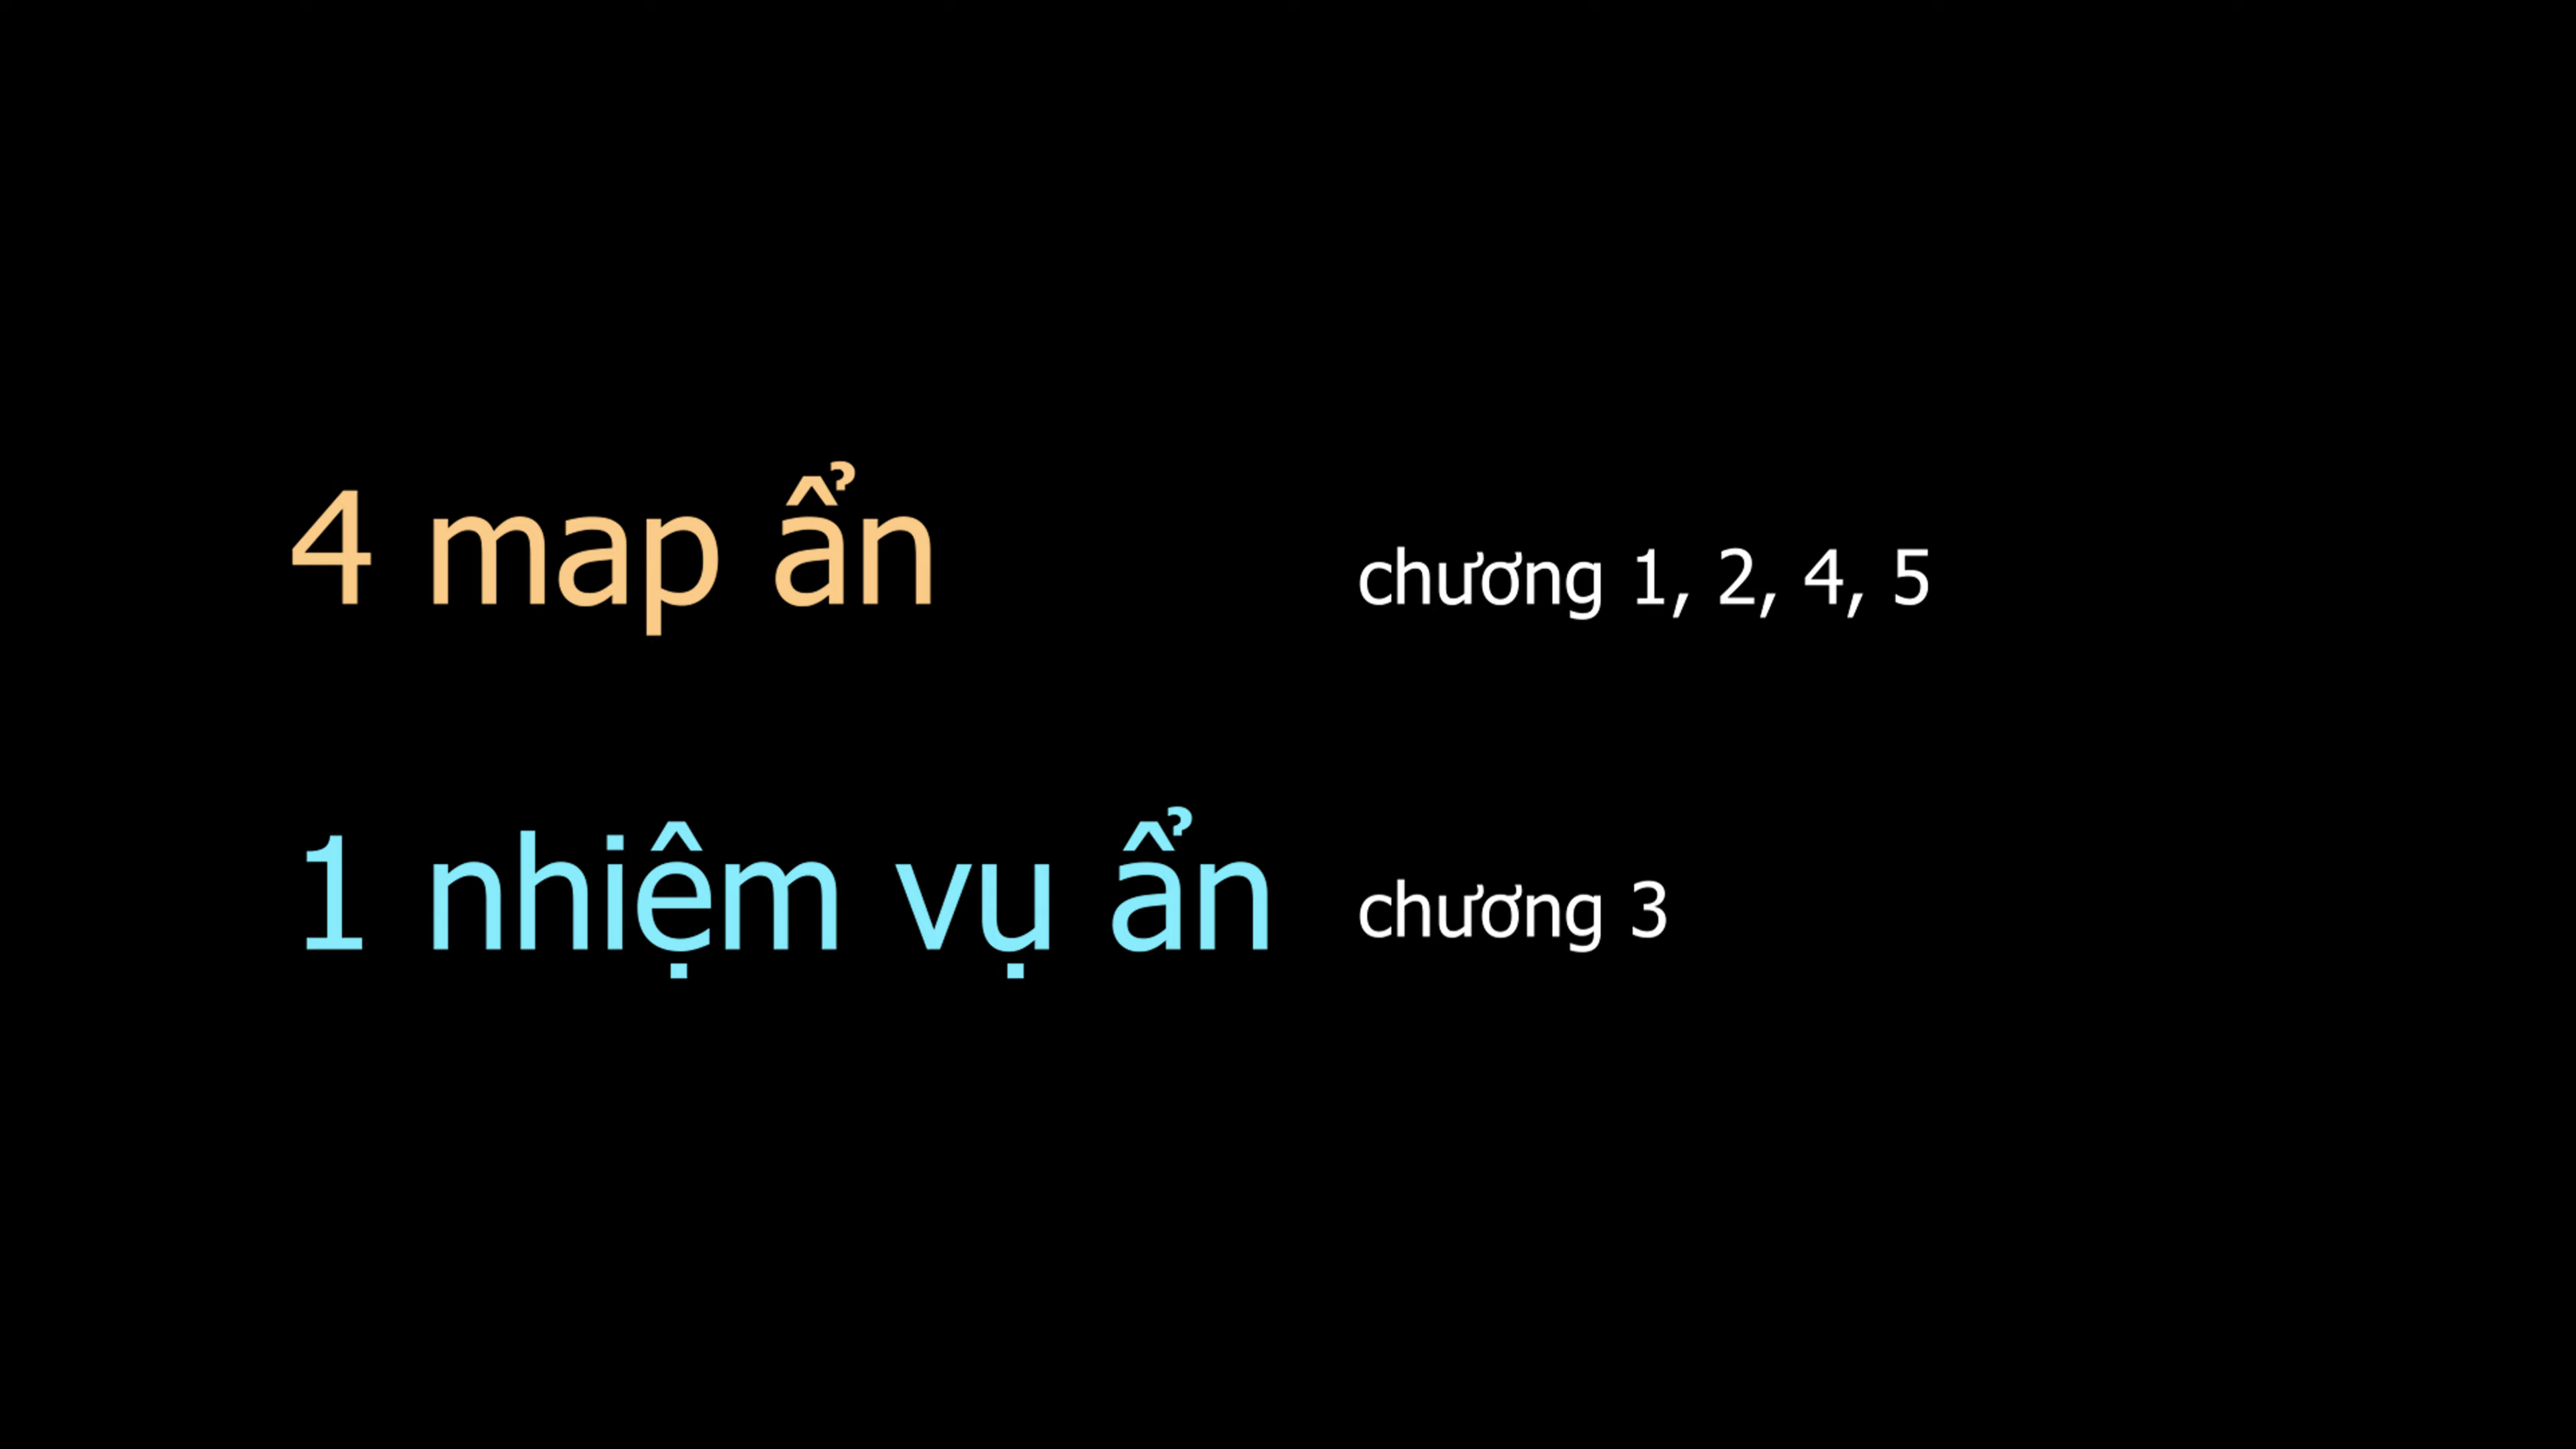 4 map ẩn chương 1, 2, 4, 5
1 nhiệm vụ ẩn chương 3